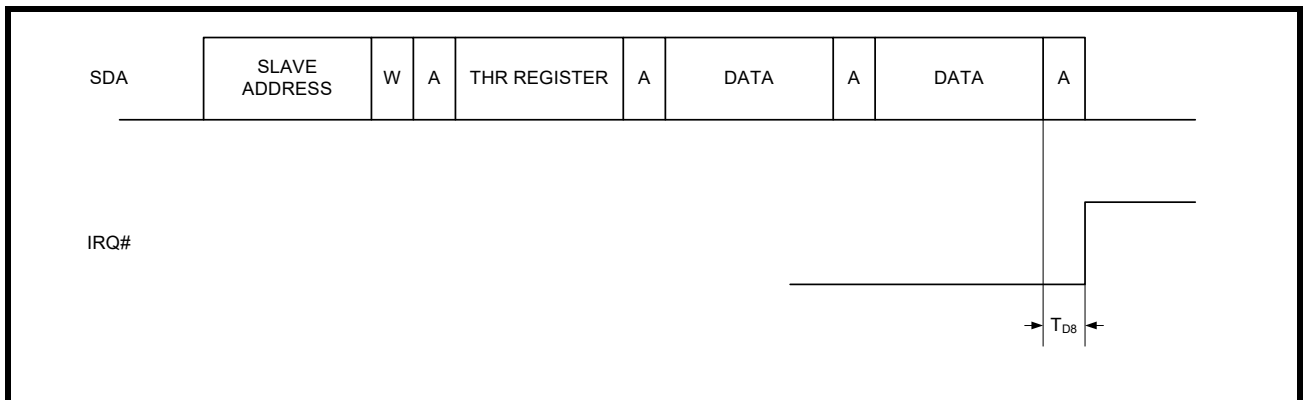 SDA
SLAVE
ADDRESS
W
A
THR REGISTER
A
DATA
A
DATA
A
IRQ#
TD8